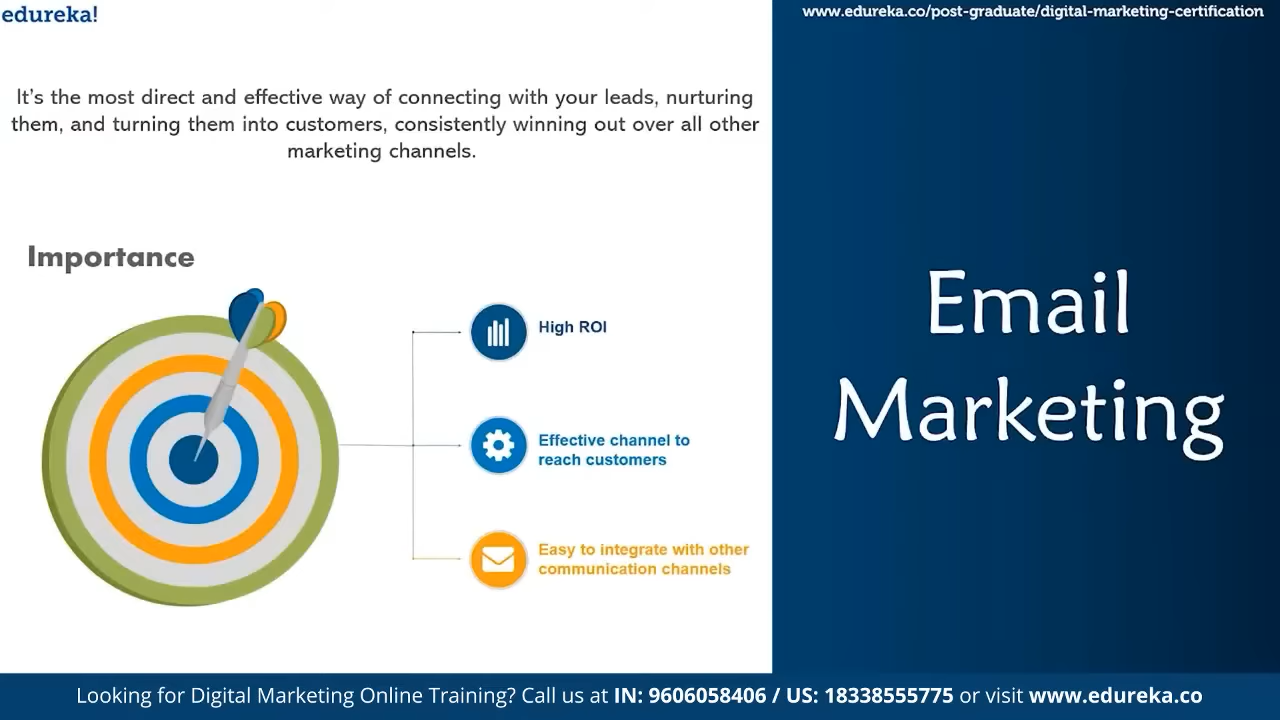 edureka!
www.edureka.co/post-graduate/digital-marketing-certification
It's the most direct and effective way of connecting with your leads, nurturing
them, and turning them into customers, consistently winning out over all other
marketing channels.
Importance
High ROI
Effective channel to
reach customers
Easy to integrate with other
communication channels
Email
Marketing
Looking for Digital Marketing Online Training? Call us at IN: 9606058406 / US: 18338555775 or visit www.edureka.co